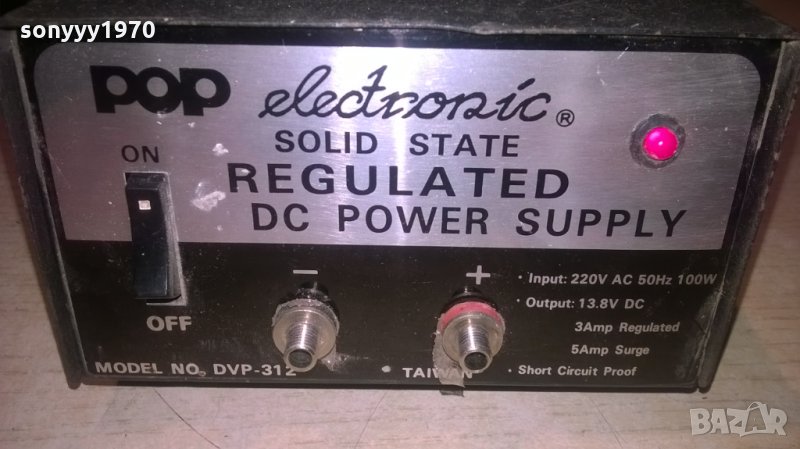 sonyyy1970
POP electronic®
SOLID STATE
REGULATED
DC POWER SUPPLY
ON
OFF
- +
• Input: 220V AC 50Hz 100W
• Output: 13.8V DC
3Amp Regulated
5Amp Surge
• Short Circuit Proof
MODEL NO. DVP-312
• TAIWAN
BAZAR